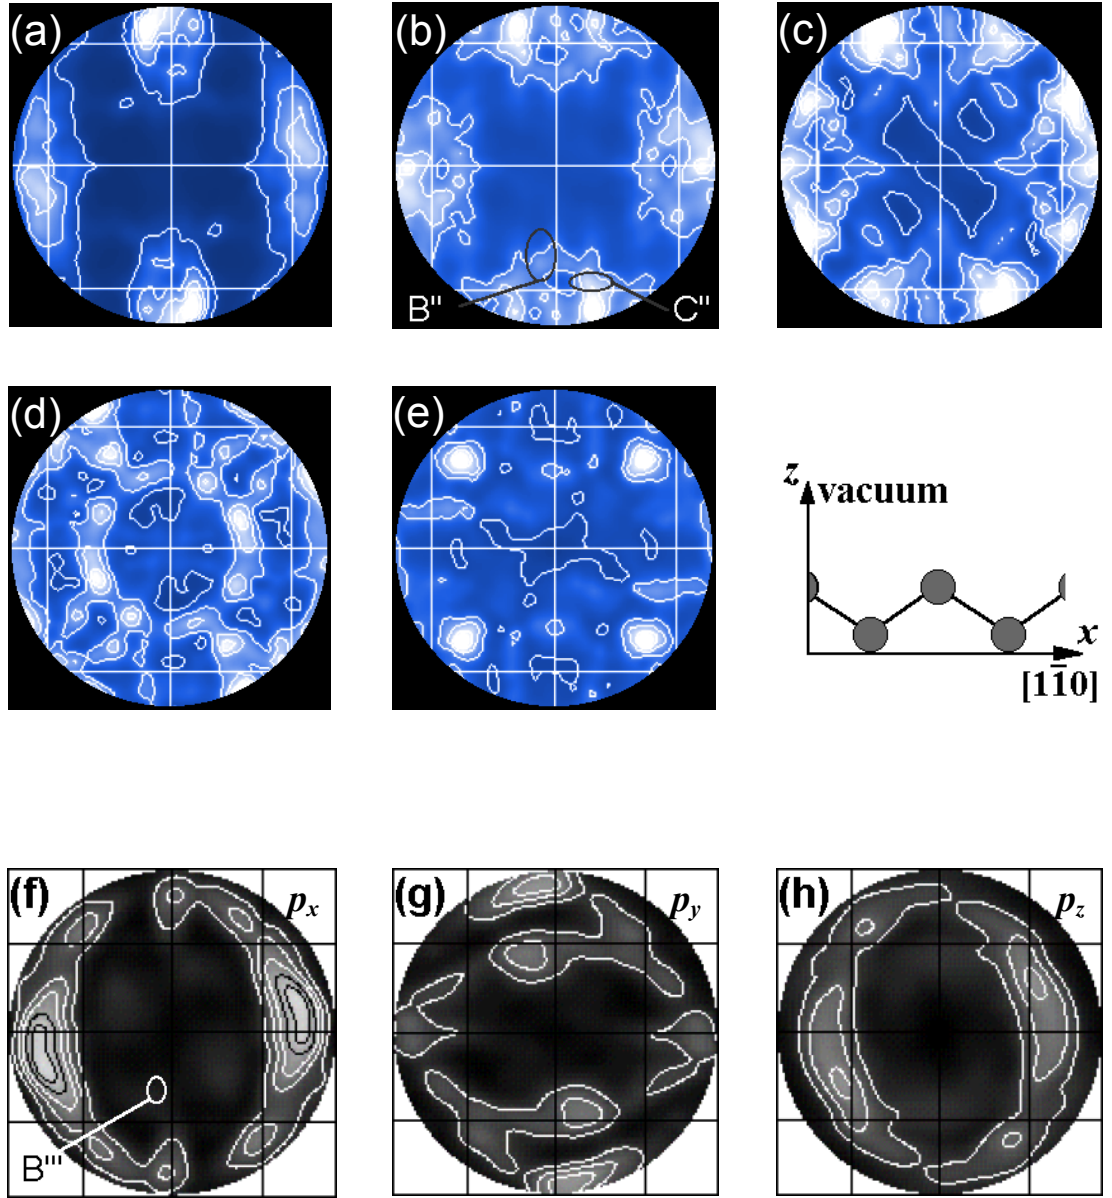 (a)
(b)
(c)
B"
C"
(d)
(e)
z
vacuum
x
[11̄0]
(f)
px
(g)
py
(h)
pz
B'''